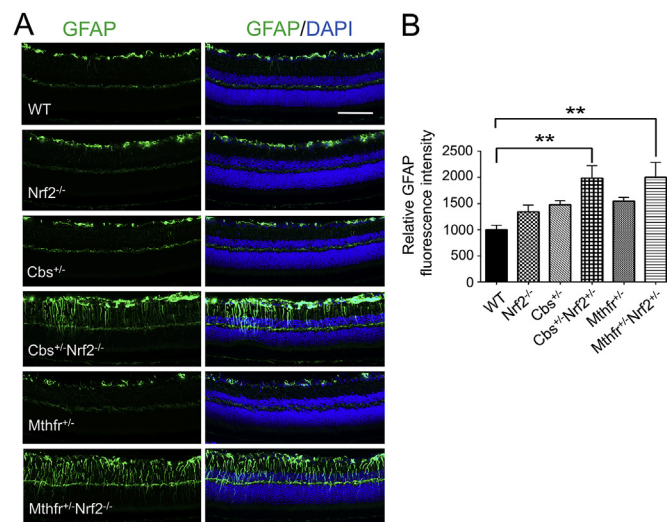 A
GFAP
GFAP/DAPI
WT
Nrf2-/-
Cbs+/-
Cbs+/-Nrf2-/-
Mthfr+/-
Mthfr+/-Nrf2-/-
B
**
**
Relative GFAP
fluorescence intensity
2500
2000
1500
1000
500
0
WT
Nrf2-/-
Cbs+/-
Cbs+/-Nrf2+/-
Mthfr+/-
Mthfr+/-Nrf2+/-